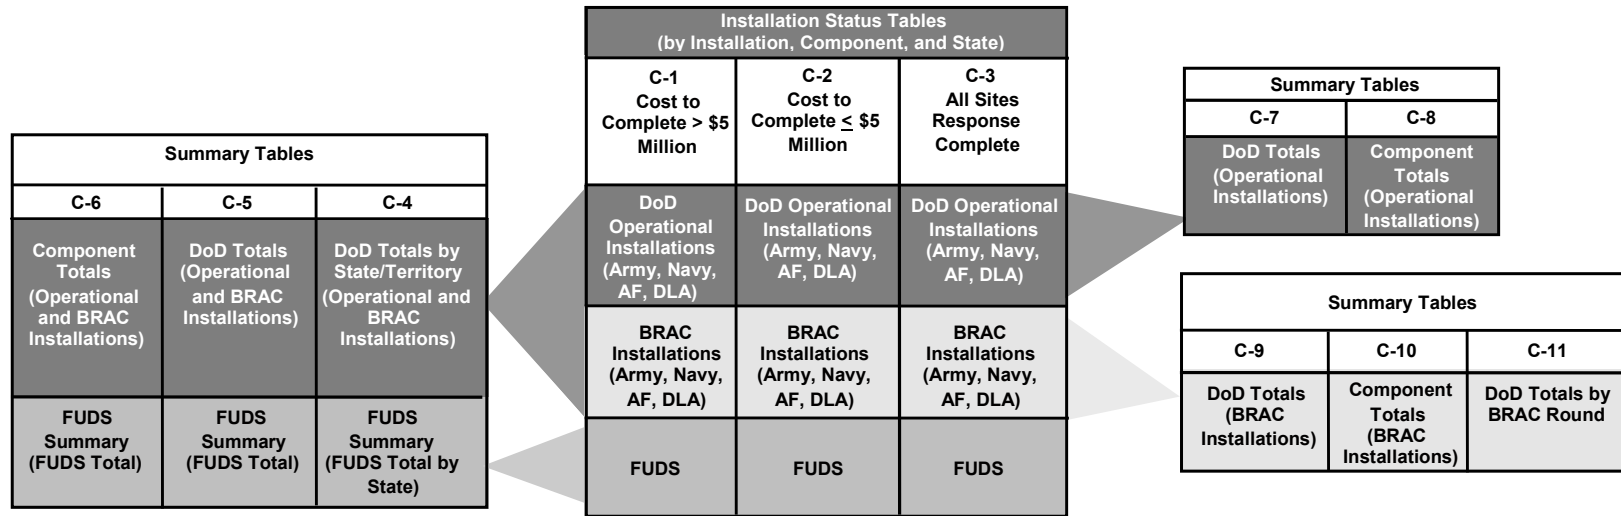 Summary Tables
C-6
C-5
C-4
Component
Totals
(Operational
and BRAC
Installations)
DoD Totals
(Operational
and BRAC
Installations)
DoD Totals by
State/Territory
(Operational and
BRAC
Installations)
FUDS
Summary
(FUDS Total)
FUDS
Summary
(FUDS Total)
FUDS
Summary
(FUDS Total by
State)
Installation Status Tables
(by Installation, Component, and State)
C-1
Cost to
Complete > $5
Million
C-2
Cost to
Complete ≤ $5
Million
C-3
All Sites
Response
Complete
DoD
Operational
Installations
(Army, Navy,
AF, DLA)
DoD Operational
Installations
(Army, Navy,
AF, DLA)
DoD Operational
Installations
(Army, Navy,
AF, DLA)
BRAC
Installations
(Army, Navy,
AF, DLA)
BRAC
Installations
(Army, Navy,
AF, DLA)
BRAC
Installations
(Army, Navy,
AF, DLA)
FUDS
FUDS
FUDS
Summary Tables
C-7
C-8
DoD Totals
(Operational
Installations)
Component
Totals
(Operational
Installations)
Summary Tables
C-9
C-10
C-11
DoD Totals
(BRAC
Installations)
Component
Totals
(BRAC
Installations)
DoD Totals by
BRAC Round